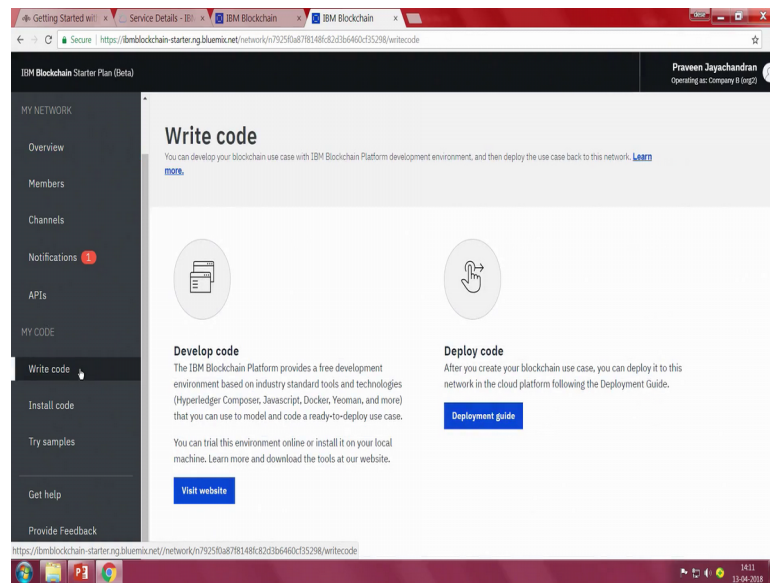 Getting Started wit
Service Details - IB
IBM Blockchain
IBM Blockchain
Secure
https://ibmblockchain-starter.ng.bluemix.net/network/n7925f0a87f8148fc82d3b6460cf35298/writecode
IBM Blockchain Starter Plan (Beta)
Praveen Jayachandran
Operating as: Company B (org2)
MY NETWORK
Overview
Members
Channels
Notifications 1
APIs
MY CODE
Write code
Install code
Try samples
Get help
Provide Feedback
Write code
You can develop your blockchain use case with IBM Blockchain Platform development environment, and then deploy the use case back to this network. Learn
more.
Develop code
The IBM Blockchain Platform provides a free development
environment based on industry standard tools and technologies
(Hyperledger Composer, Javascript, Docker, Yeoman, and more)
that you can use to model and code a ready-to-deploy use case.
You can trial this environment online or install it on your local
machine. Learn more and download the tools at our website.
Visit website
Deploy code
After you create your blockchain use case, you can deploy it to this
network in the cloud platform following the Deployment Guide.
Deployment guide
https://ibmblockchain-starter.ng.bluemix.net//network/n7925f0a87f8148fc82d3b6460cf35298/writecode
14:11
13-04-2018